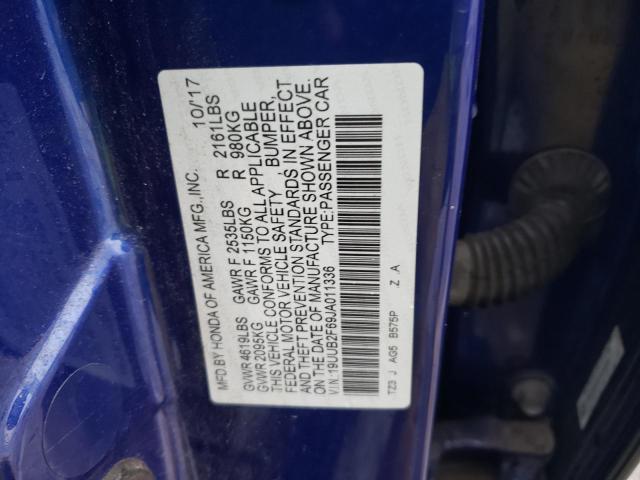 MFD.BY HONDA OF AMERICA MFG.,INC. 10/'17
GVWR 4619LBS GAWR F 2535LBS R 2161LBS
GVWR 2095KG GAWR F 1150KG R 980KG
THIS VEHICLE CONFORMS TO ALL APPLICABLE
FEDERAL MOTOR VEHICLE SAFETY , BUMPER,
AND THEFT PREVENTION STANDARDS IN EFFECT
ON THE DATE OF MANUFACTURE SHOWN ABOVE.
V.I.N.:19UUB2F69JA011336 TYPE:PASSENGER CAR
TZ3 J AG5 B575P Z A